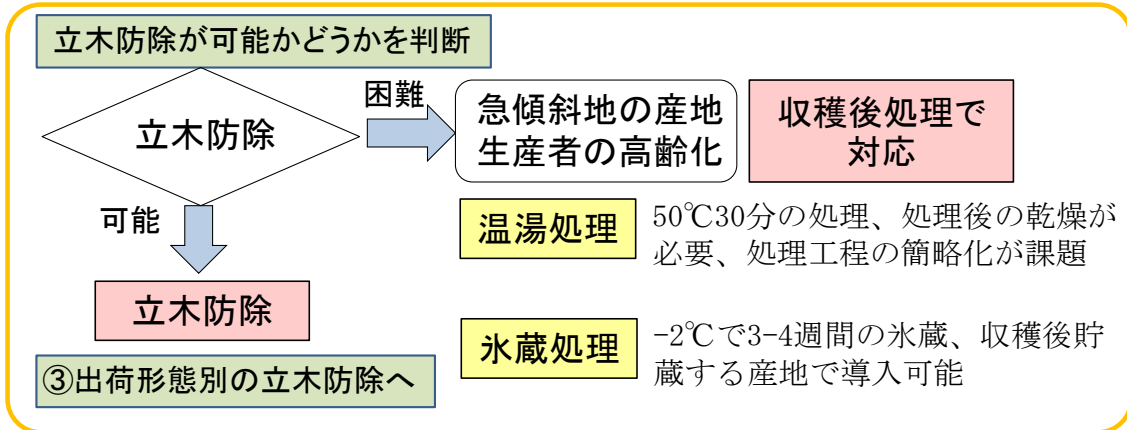 立木防除が可能かどうかを判断
立木防除
困難
急傾斜地の産地
生産者の高齢化
収穫後処理で
対応
可能
温湯処理
50℃30分の処理、処理後の乾燥が
必要、処理工程の簡略化が課題
立木防除
氷蔵処理
-2℃で3-4週間の氷蔵、収穫後貯
蔵する産地で導入可能
③出荷形態別の立木防除へ